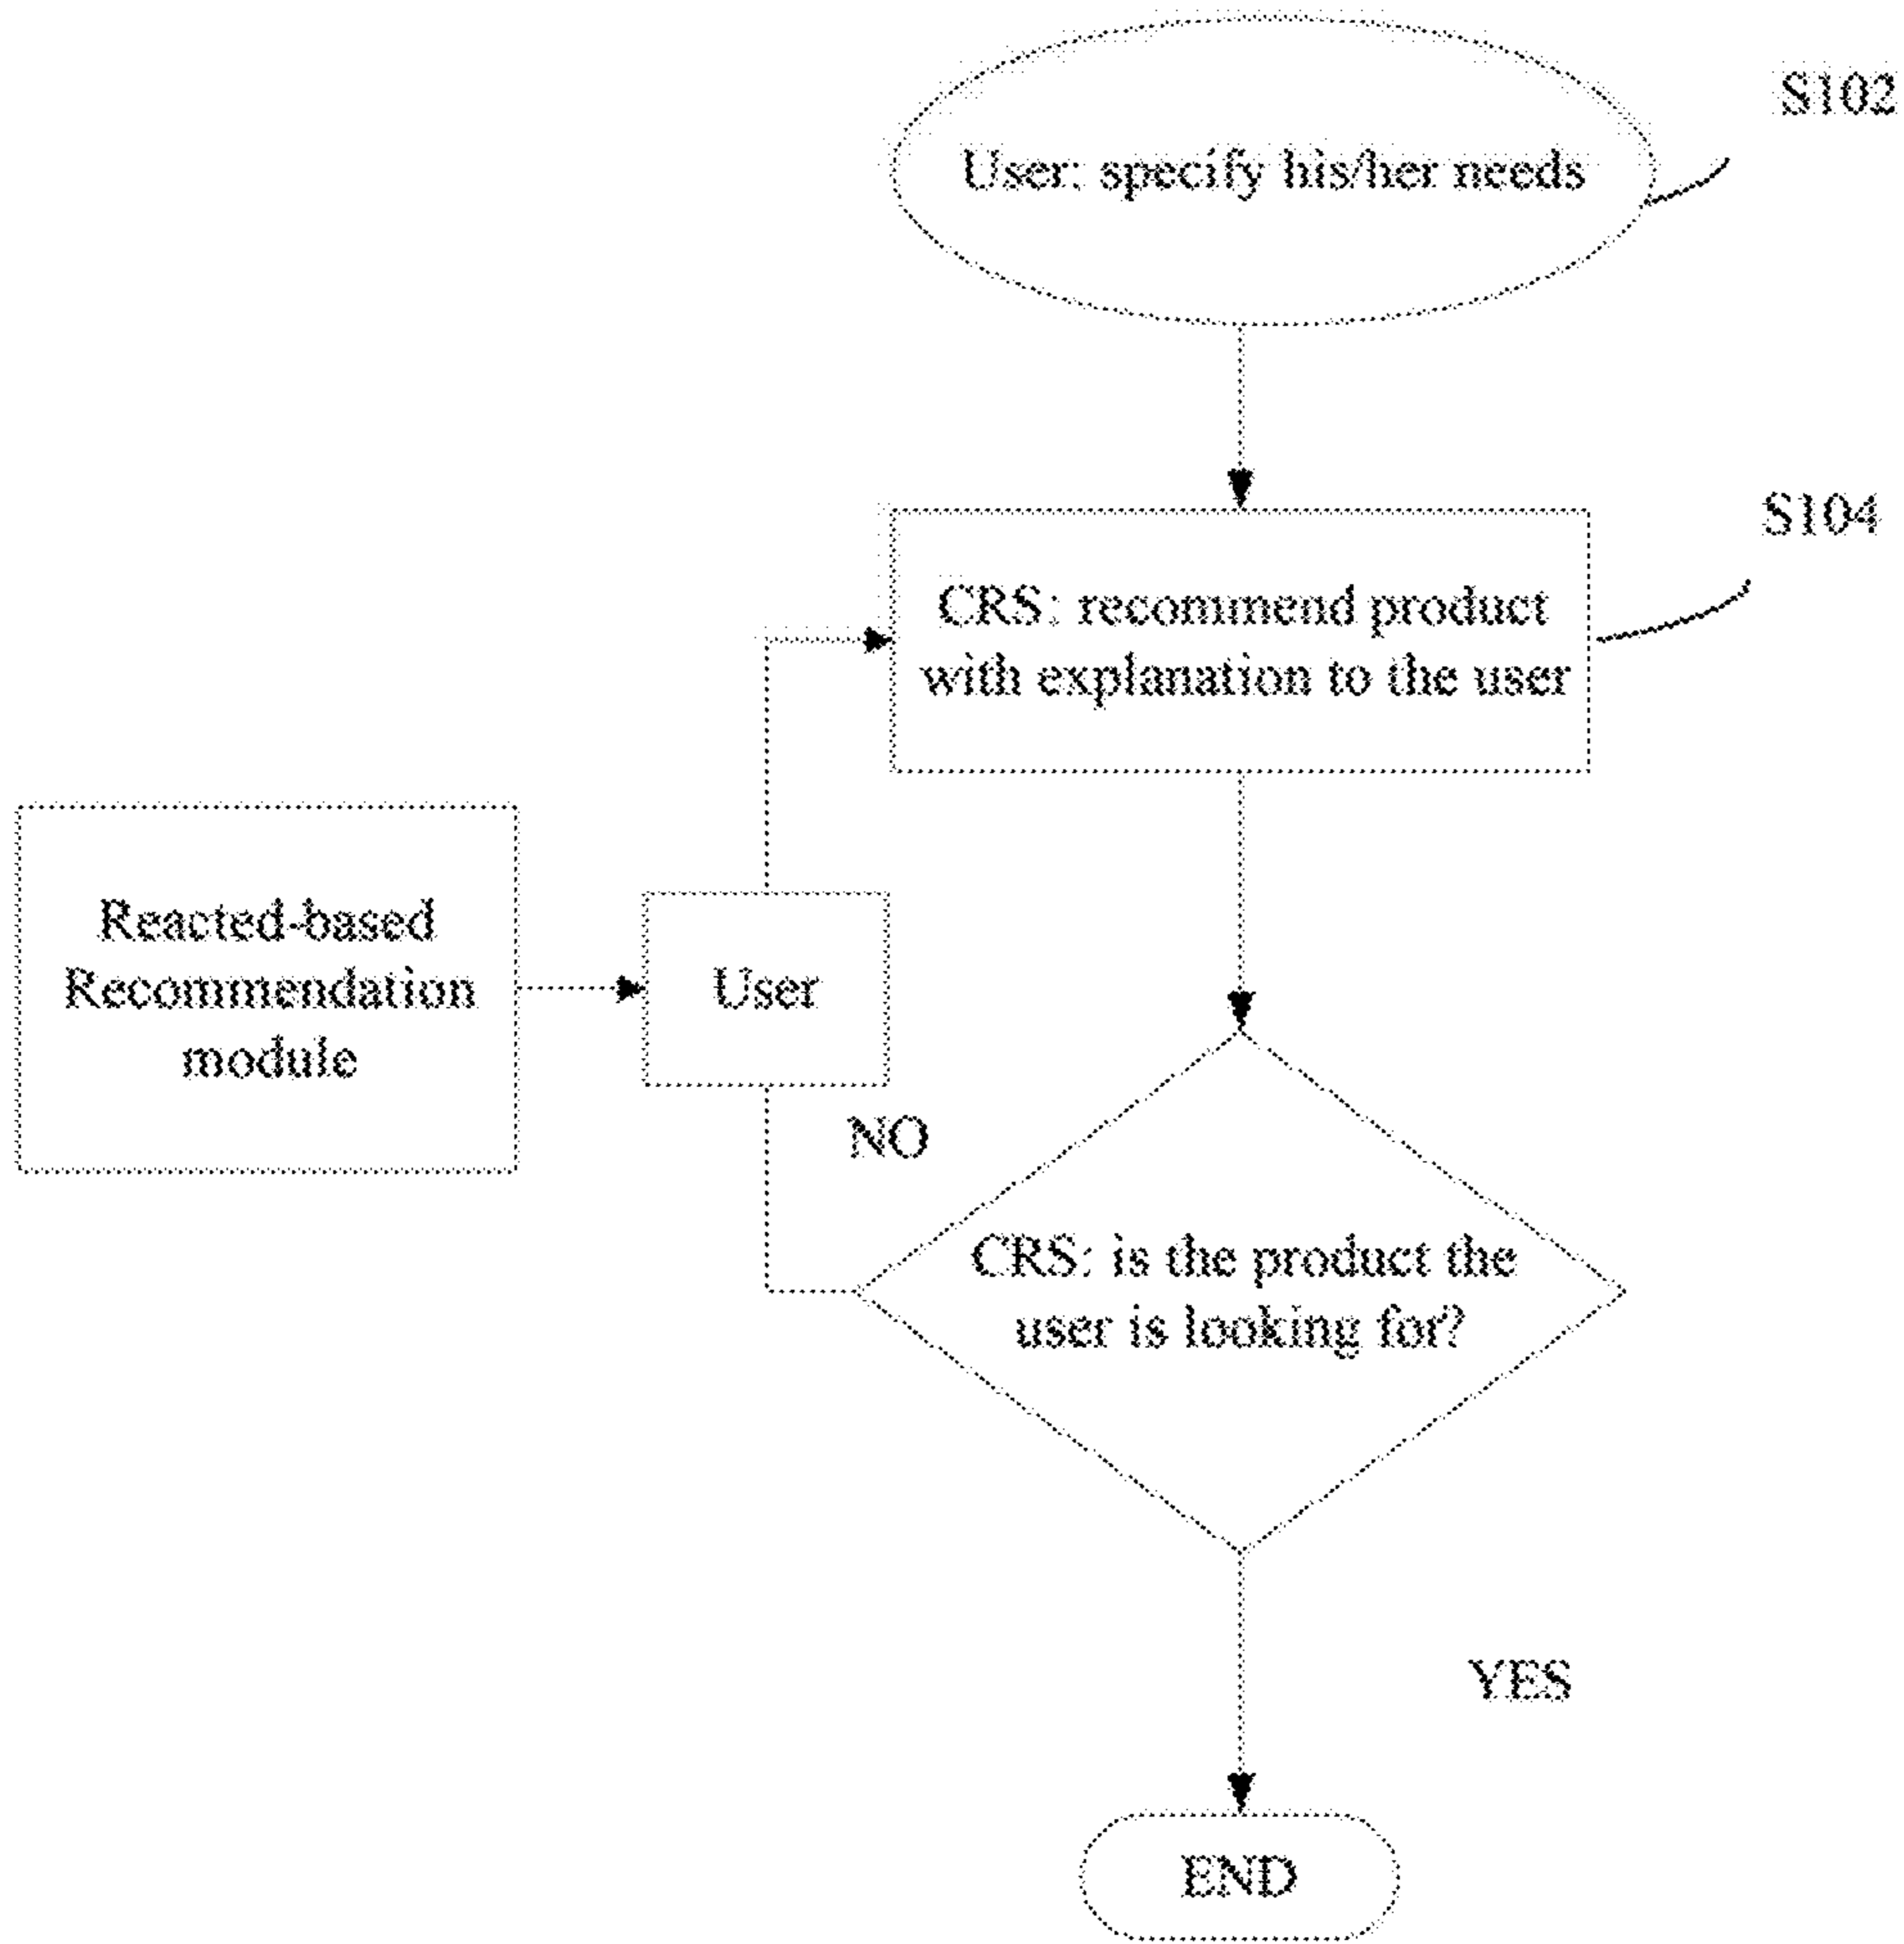 User: specify his/her needs
S102
CRS: recommend product
with explanation to the user
S104
Reacted-based
Recommendation
module
User
NO
CRS: is the product the
user is looking for?
YES
END